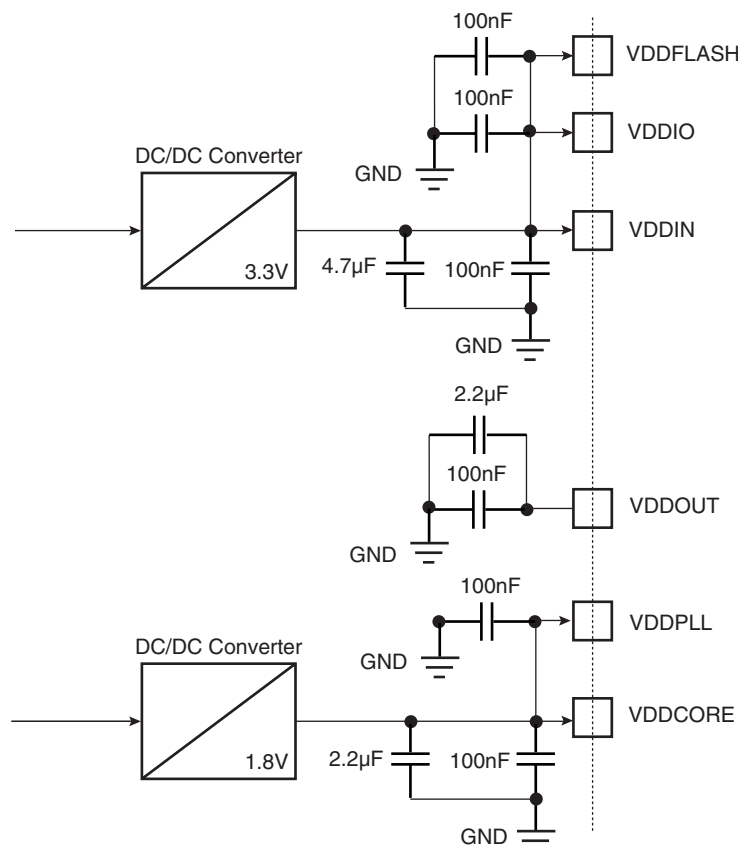 100nF
VDDFLASH
100nF
VDDIO
DC/DC Converter
GND
VDDIN
3.3V
4.7µF
100nF
GND
2.2µF
100nF
VDDOUT
GND
100nF
VDDPLL
DC/DC Converter
GND
VDDCORE
1.8V
2.2µF
100nF
GND